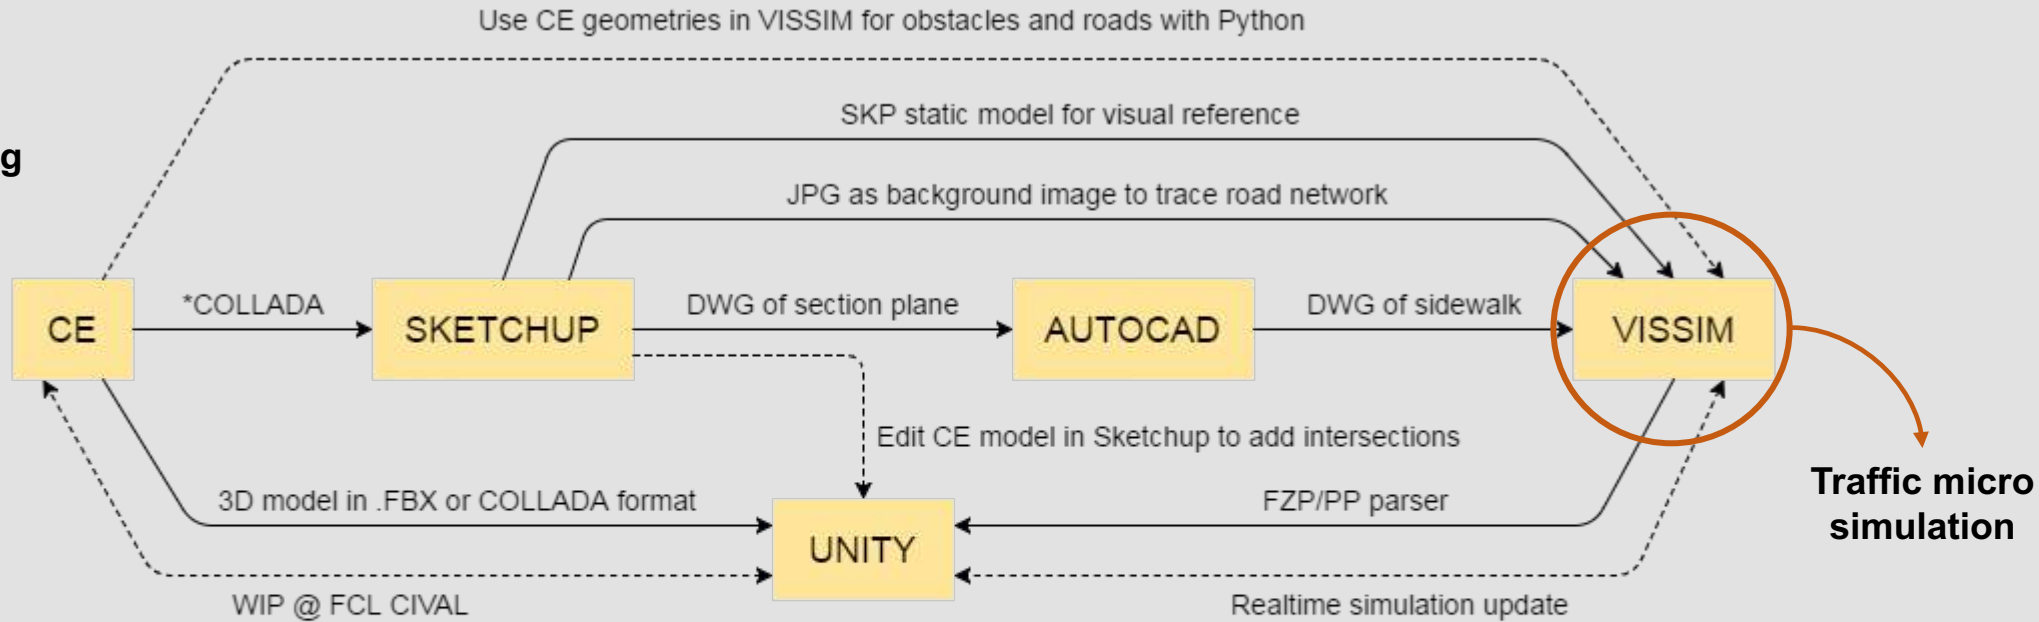 Use CE geometries in VISSIM for obstacles and roads with Python
SKP static model for visual reference
g
JPG as background image to trace road network
CE
*COLLADA
SKETCHUP
DWG of section plane
AUTOCAD
DWG of sidewalk
VISSIM
Edit CE model in Sketchup to add intersections
3D model in .FBX or COLLADA format
FZP/PP parser
Traffic micro
simulation
UNITY
WIP @ FCL CIVAL
Realtime simulation update